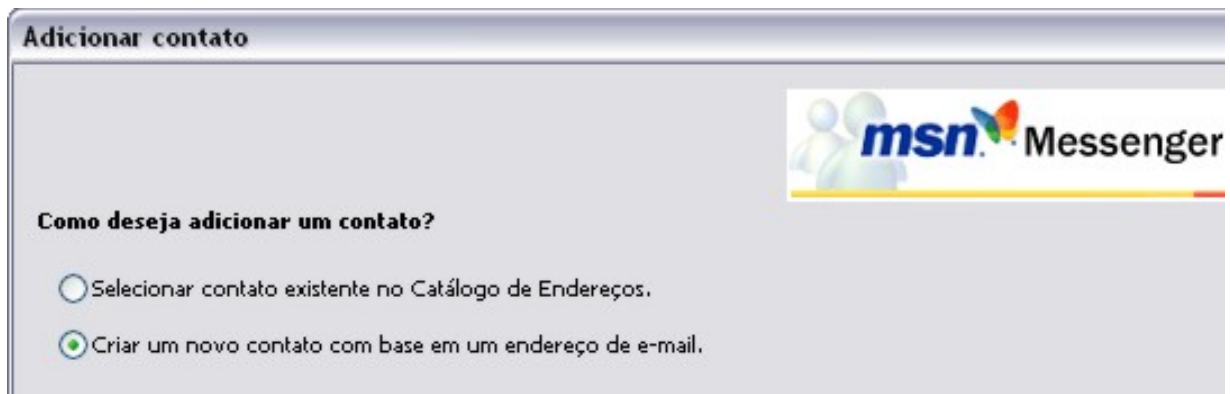 Adicionar contato
msn Messenger
Como deseja adicionar um contato?
Selecionar contato existente no Catálogo de Endereços.
Criar um novo contato com base em um endereço de e-mail.